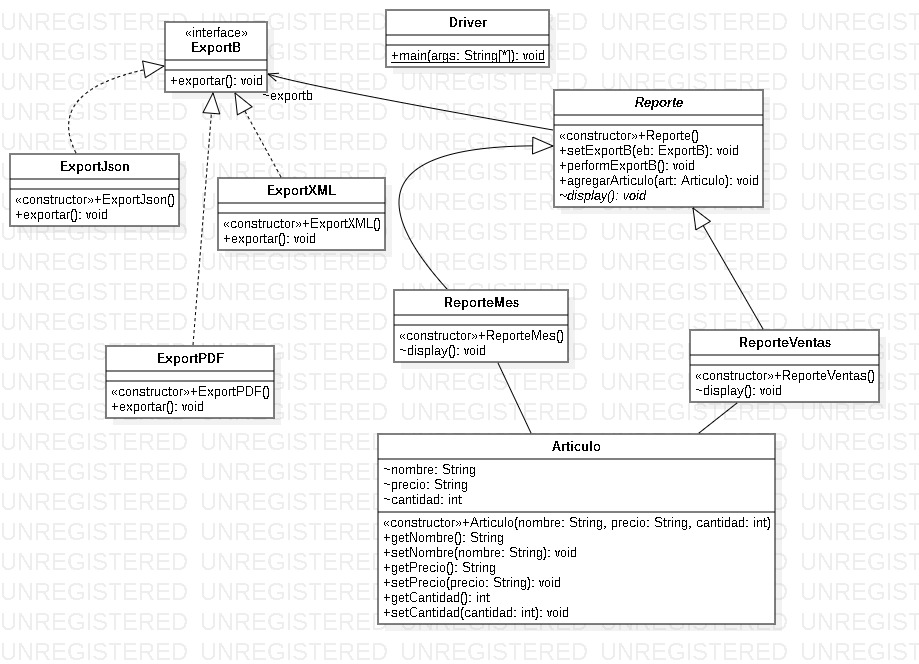 «interface»
ExportB
+exportar(): void
~exportb
Driver
+main(args: String[*]): void
Reporte
«constructor»+Reporte()
+setExportB(eb: ExportB): void
+performExportB(): void
+agregarArticulo(art: Articulo): void
~display(): void
ExportJson
«constructor»+ExportJson()
+exportar(): void
ExportXML
«constructor»+ExportXML()
+exportar(): void
ExportPDF
«constructor»+ExportPDF()
+exportar(): void
ReporteMes
«constructor»+ReporteMes()
~display(): void
ReporteVentas
«constructor»+ReporteVentas()
~display(): void
Articulo
~nombre: String
~precio: String
~cantidad: int
«constructor»+Articulo(nombre: String, precio: String, cantidad: int)
+getNombre(): String
+setNombre(nombre: String): void
+getPrecio(): String
+setPrecio(precio: String): void
+getCantidad(): int
+setCantidad(cantidad: int): void